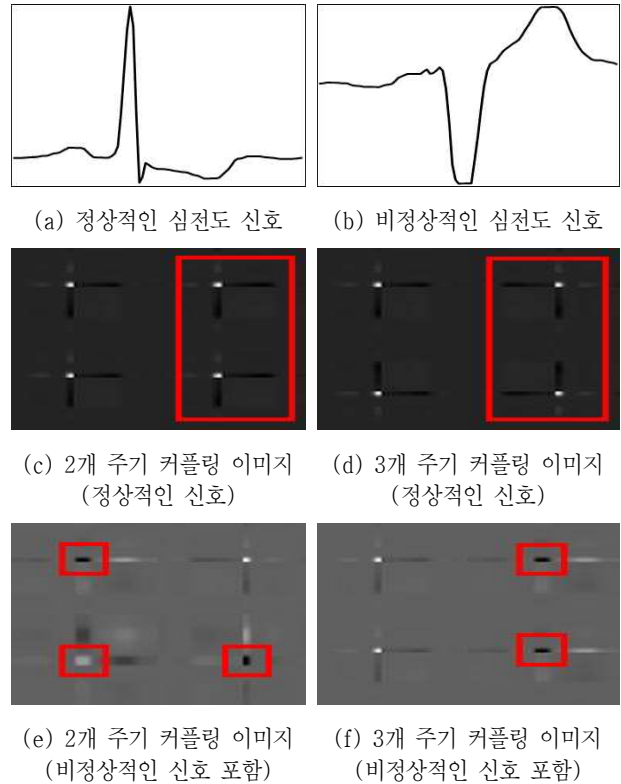 (a) 정상적인 심전도 신호
(b) 비정상적인 심전도 신호
(c) 2개 주기 커플링 이미지
(정상적인 신호)
(d) 3개 주기 커플링 이미지
(정상적인 신호)
(e) 2개 주기 커플링 이미지
(비정상적인 신호 포함)
(f) 3개 주기 커플링 이미지
(비정상적인 신호 포함)